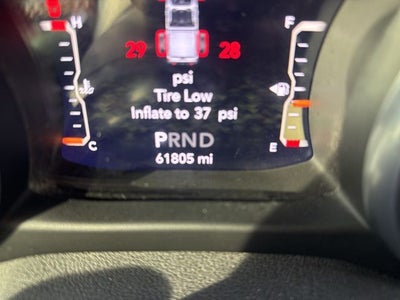 H F
29 28
psi
Tire Low
Inflate to 37 psi
PRND
C 61805 mi E